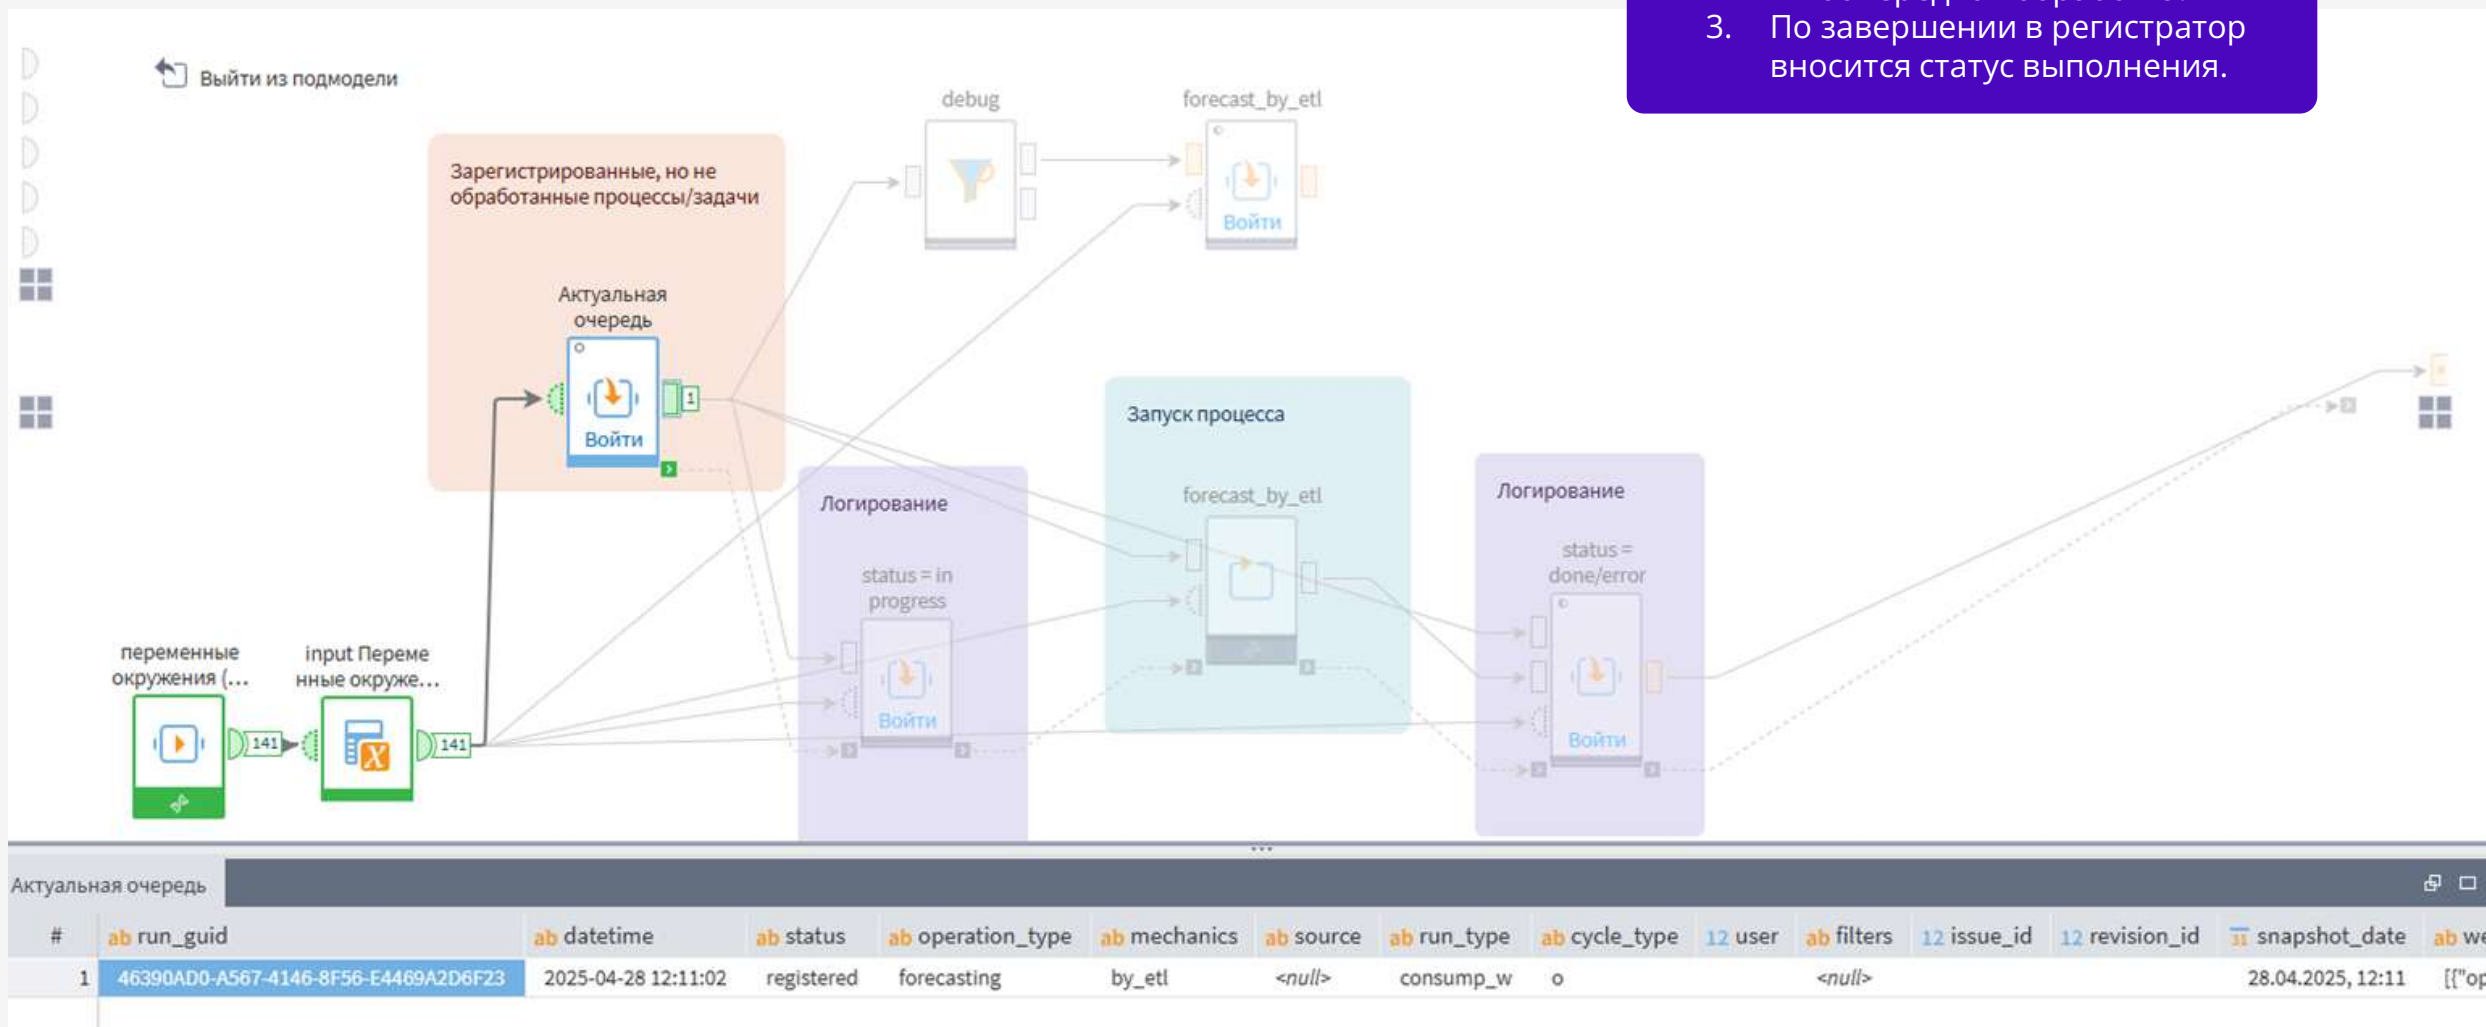 3. По завершении в регистратор
вносится статус выполнения.
Выйти из подмодели
debug
forecast_by_etl
Войти
Зарегистрированные, но не
обработанные процессы/задачи
Актуальная
очередь
1
Войти
Запуск процесса
forecast_by_etl
Логирование
status = in
progress
Войти
Логирование
status =
done/error
Войти
переменные
окружения (...
141
input Переме
нные окруже...
141
Актуальная очередь
# ab run_guid ab datetime ab status ab operation_type ab mechanics ab source ab run_type ab cycle_type 12 user ab filters 12 issue_id 12 revision_id 31 snapshot_date ab we
1 46390AD0-A567-4146-8F56-E4469A2D6F23 2025-04-28 12:11:02 registered forecasting by_etl <null> consump_w o <null> 28.04.2025, 12:11 [{"op